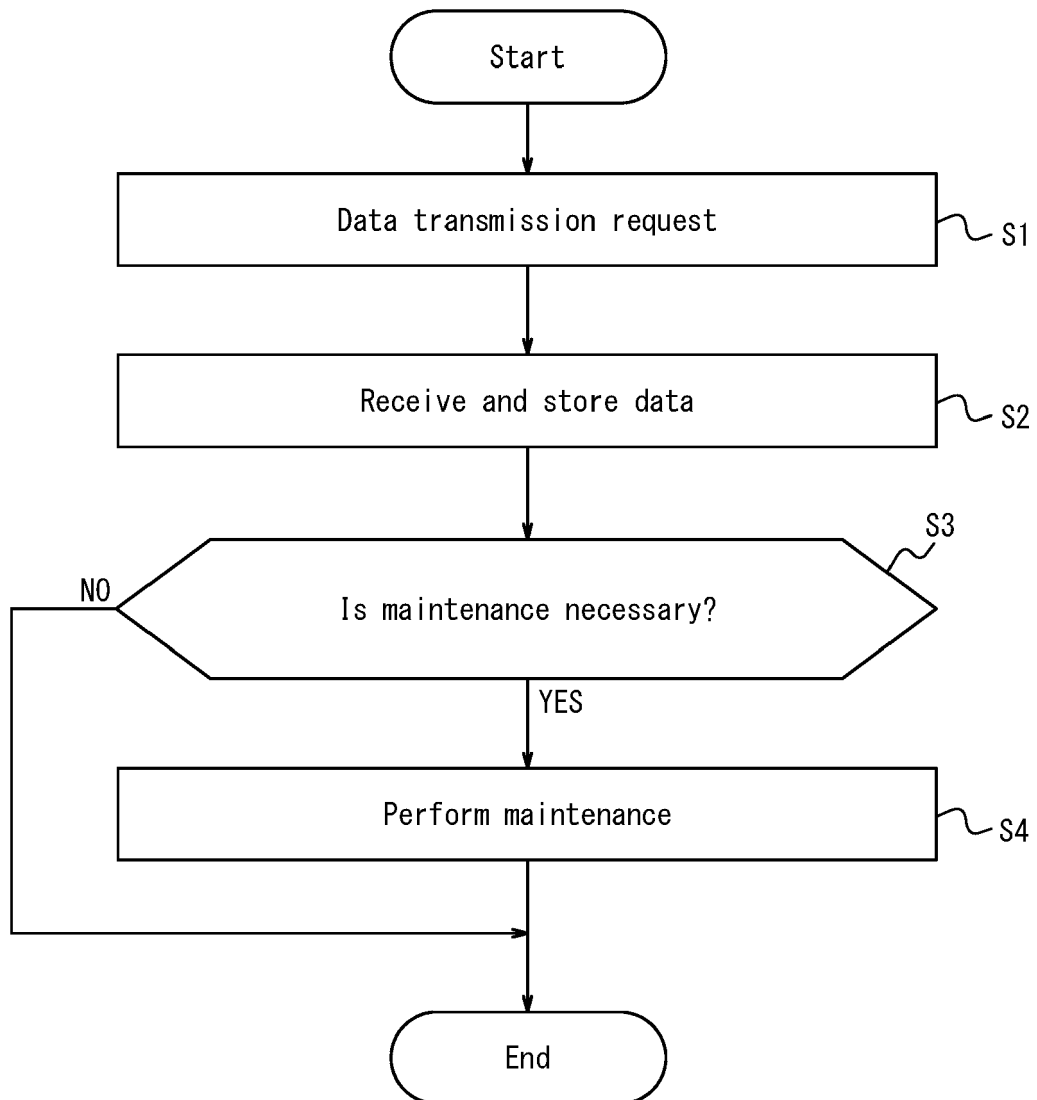 Start
Data transmission request
S1
Receive and store data
S2
S3
NO
Is maintenance necessary?
YES
Perform maintenance
S4
End